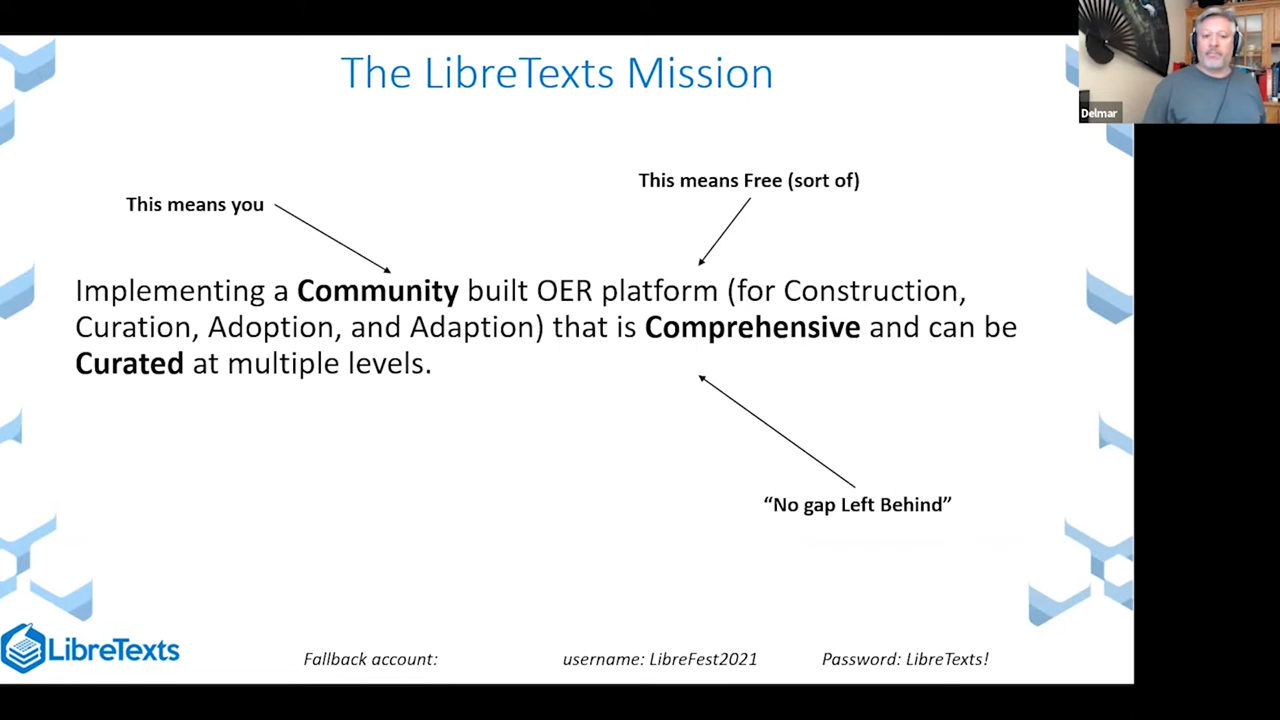 The LibreTexts Mission
Delmar
This means Free (sort of)
This means you
Implementing a Community built OER platform (for Construction,
Curation, Adoption, and Adaption) that is Comprehensive and can be
Curated at multiple levels.
“No gap Left Behind”
LibreTexts
Fallback account: username: LibreFest2021 Password: LibreTexts!